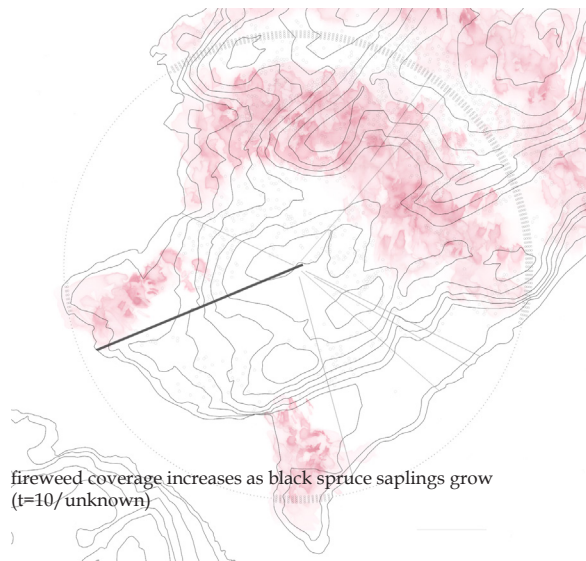 fireweed coverage increases as black spruce saplings grow
(t=10/unknown)